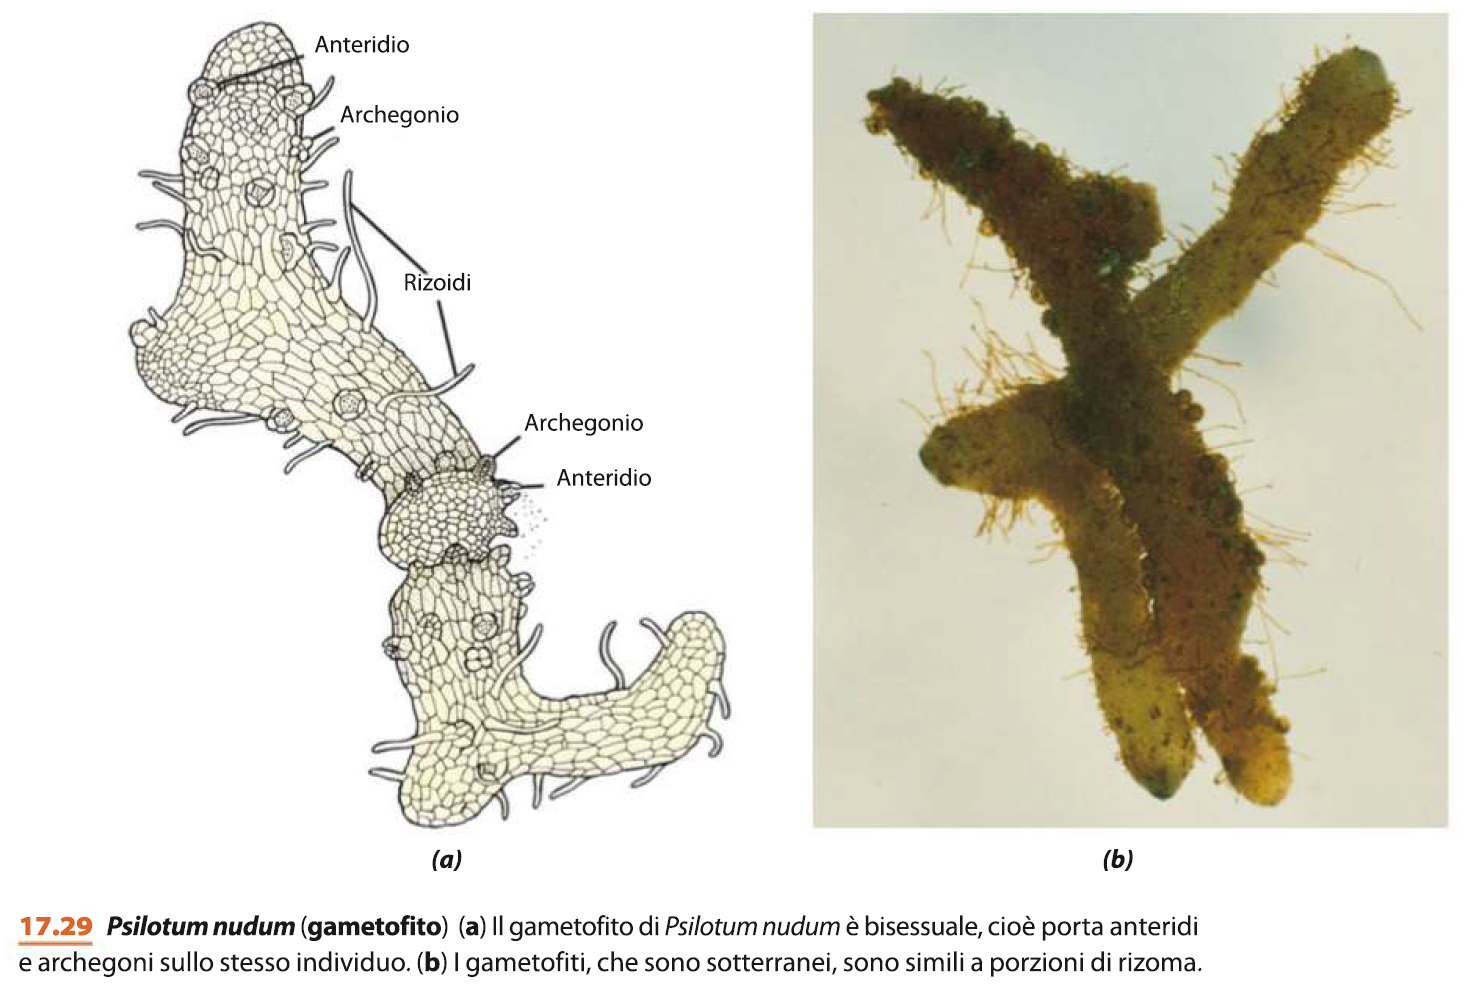 Anteridio
Archegonio
Rizoidi
Archegonio
Anteridio
(a)
(b)
17.29 Psilotum nudum (gametofito) (a) Il gametofito di Psilotum nudum è bisessuale, cioè porta anteridi
e archegoni sullo stesso individuo. (b) I gametofiti, che sono sotterranei, sono simili a porzioni di rizoma.